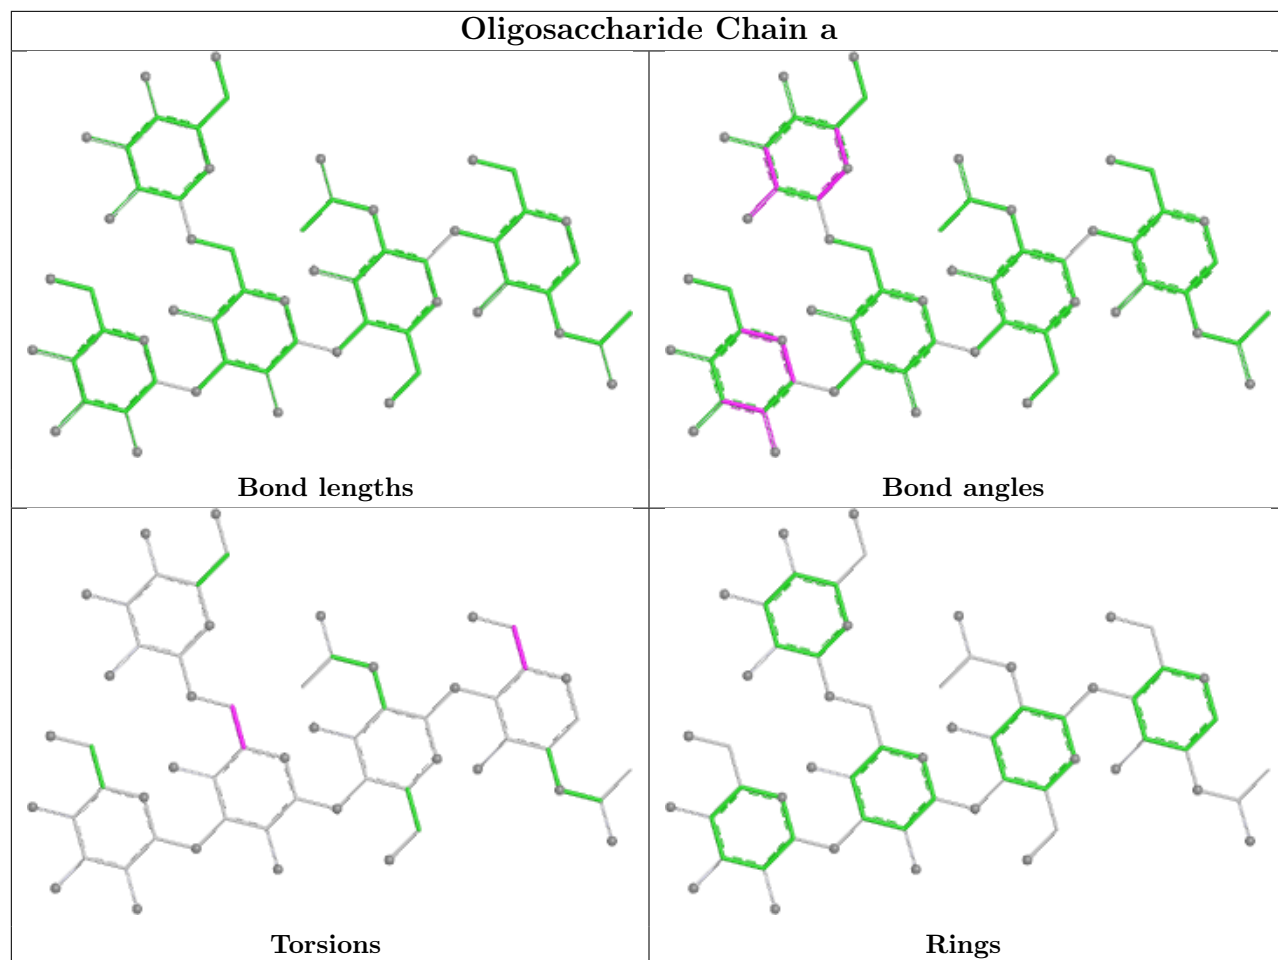 Oligosaccharide Chain a
Bond lengths
Bond angles
Torsions
Rings